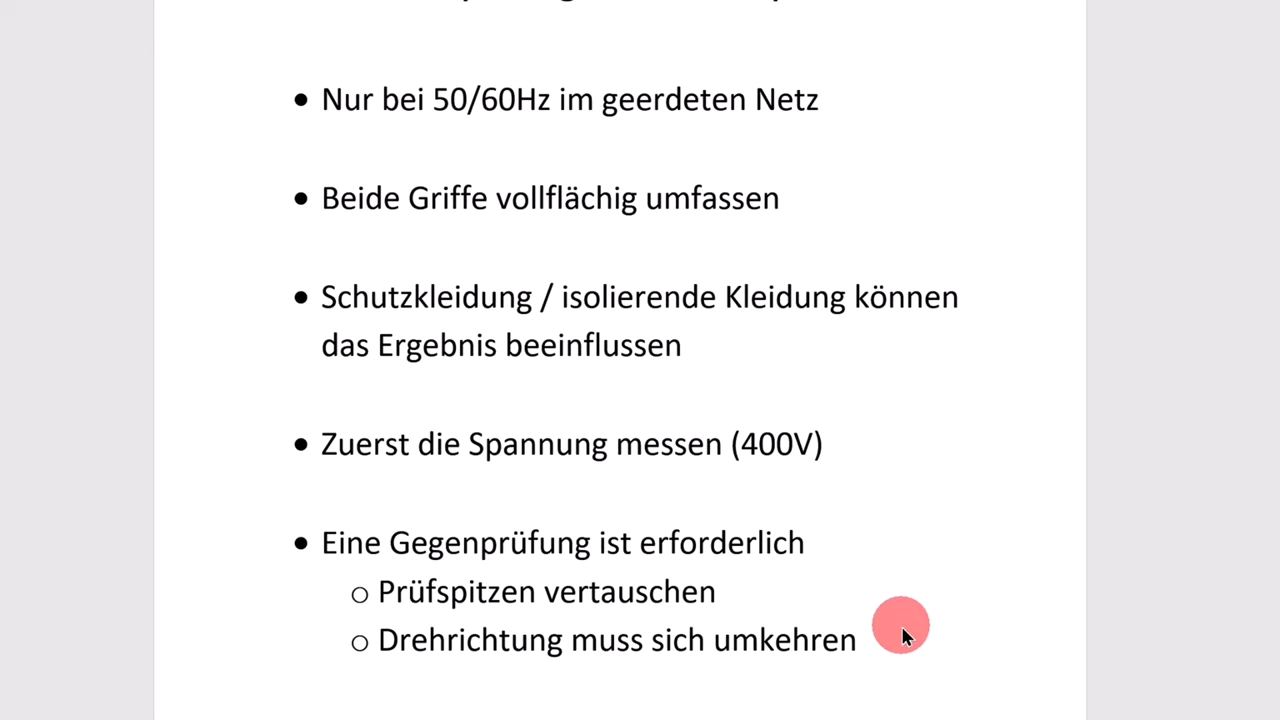 • Nur bei 50/60Hz im geerdeten Netz
• Beide Griffe vollflächig umfassen
• Schutzkleidung / isolierende Kleidung können
das Ergebnis beeinflussen
• Zuerst die Spannung messen (400V)
• Eine Gegenprüfung ist erforderlich
o Prüfspitzen vertauschen
o Drehrichtung muss sich umkehren